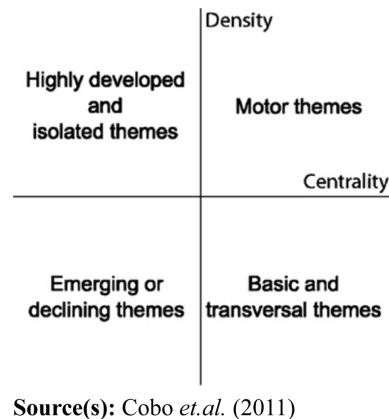 Density
Highly developed
and
isolated themes
Motor themes
Centrality
Emerging or
declining themes
Basic and
transversal themes
Source(s): Cobo et.al. (2011)